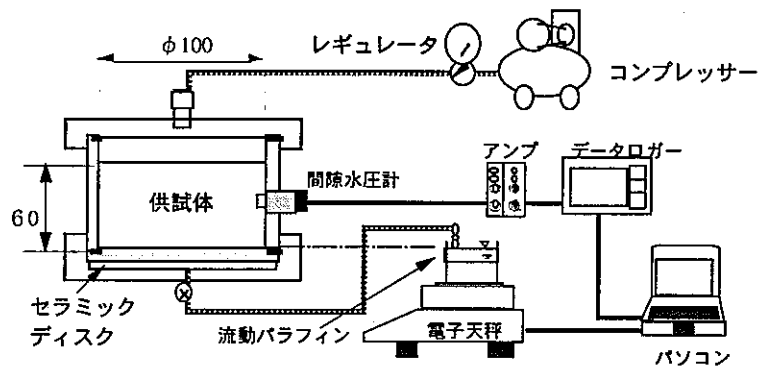 φ100
レギュレータ
コンプレッサー
アンプ
データロガー
間隙水圧計
供試体
60
セラミック
ディスク
流動パラフィン
電子天秤
パソコン